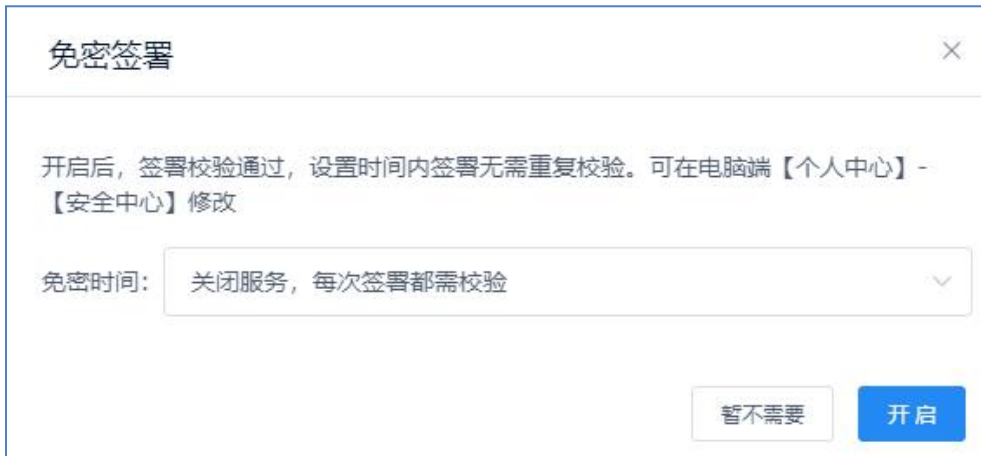 免密签署
开启后，签署校验通过，设置时间内签署无需重复校验。可在电脑端【个人中心】-
【安全中心】修改
免密时间：
关闭服务，每次签署都需校验
暂不需要
开启